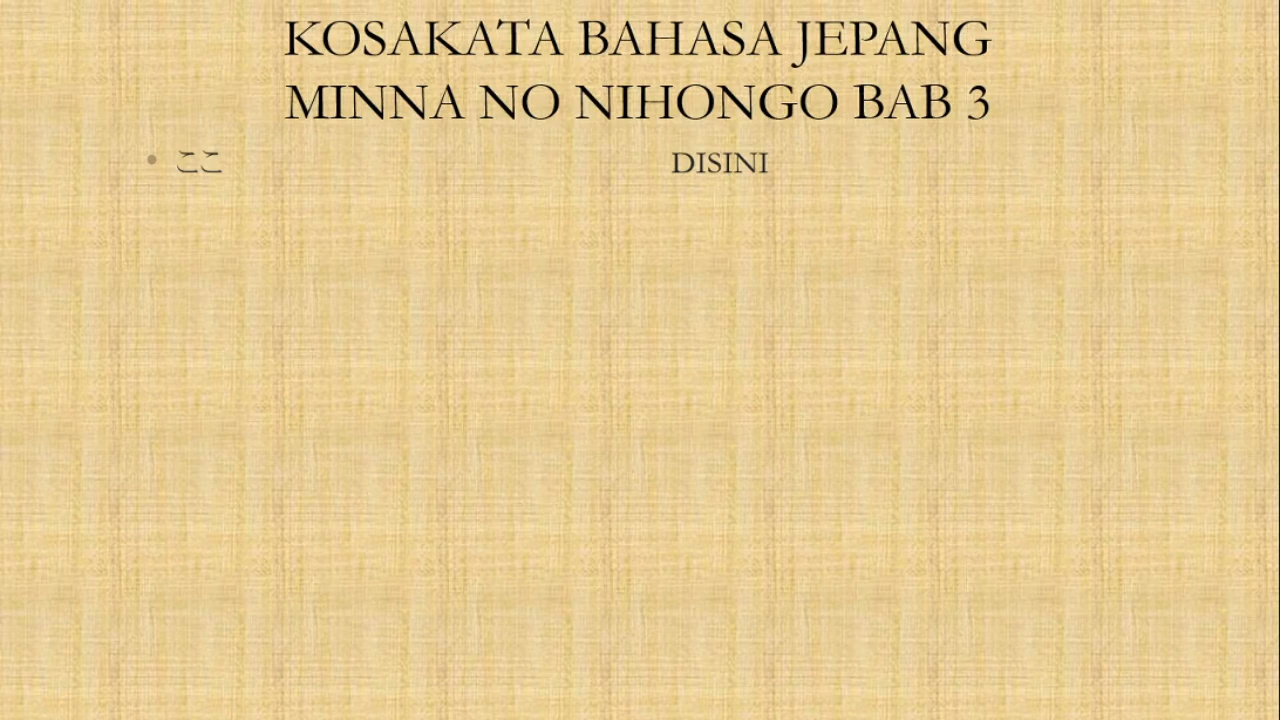 KOSAKATA BAHASA JEPANG
MINNA NO NIHONGO BAB 3
• ここ DISINI